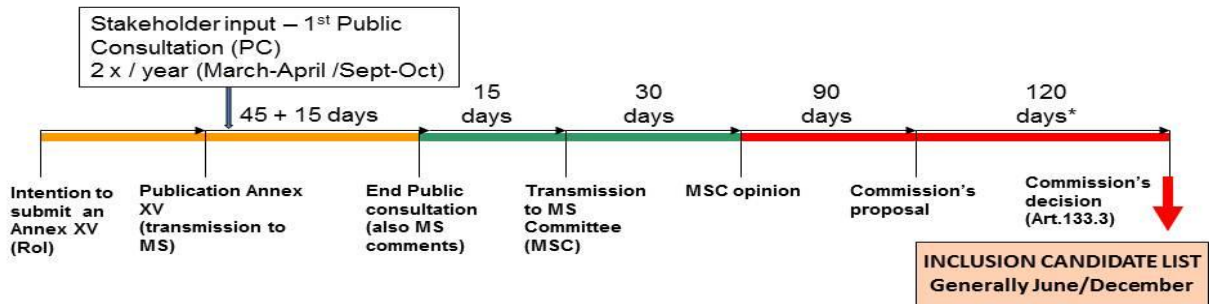 Stakeholder input – 1st Public
Consultation (PC)
2 x / year (March-April /Sept-Oct)
45 + 15 days
15
days
30
days
90
days
120
days*
Intention to
submit an
Annex XV
(RoI)
Publication Annex
XV
(transmission to
MS)
End Public
consultation
(also MS
comments)
Transmission
to MS
Committee
(MSC)
MSC opinion
Commission's
proposal
Commission's
decision
(Art.133.3)
INCLUSION CANDIDATE LIST
Generally June/December